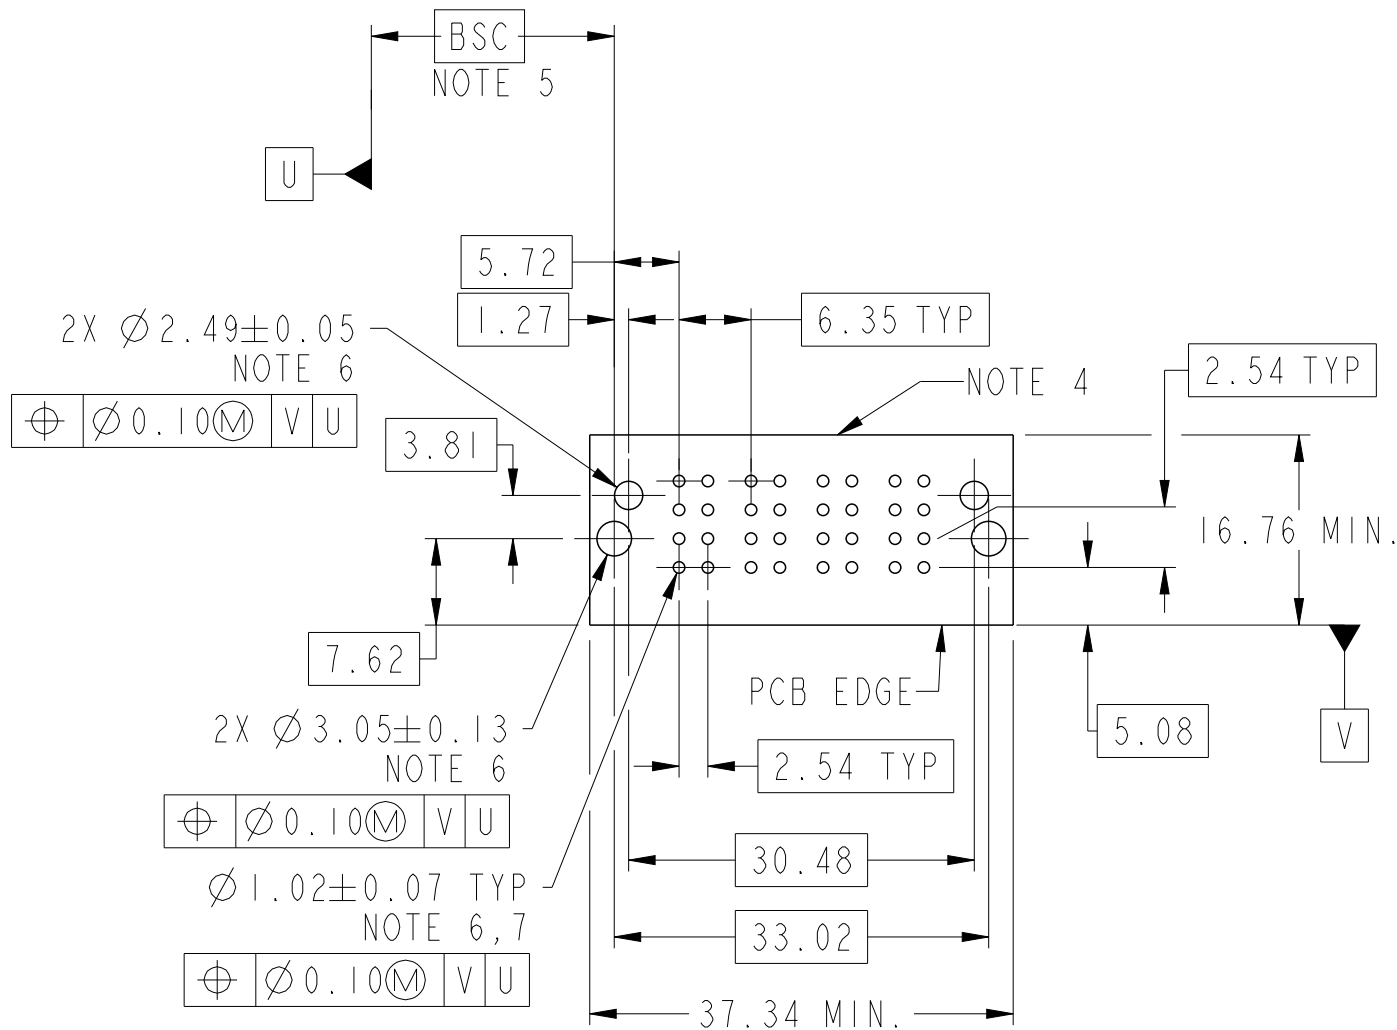 BSC
NOTE 5
U
5.72
1.27
6.35 TYP
2X ∅2.49±0.05
NOTE 6
⌖ ∅0.10Ⓜ V U
NOTE 4
2.54 TYP
3.81
16.76 MIN.
7.62
PCB EDGE
5.08
V
2X ∅3.05±0.13
NOTE 6
⌖ ∅0.10Ⓜ V U
2.54 TYP
∅1.02±0.07 TYP
NOTE 6,7
⌖ ∅0.10Ⓜ V U
30.48
33.02
37.34 MIN.